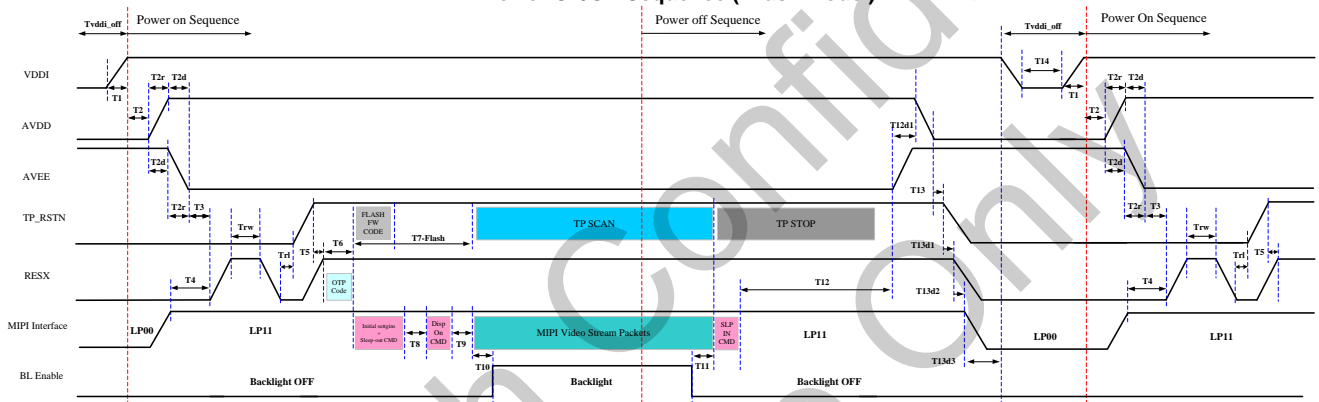 Tvddi_off
Power on Sequence
Power off Sequence
Tvddi_off
Power On Sequence
VDDI
T1
T2r
T2d
T14
T1
T2r
T2d
AVDD
T2
T12d1
T2
AVEE
T2d
T13
T2d
TP_RSTN
T2r
T3
FLASH
FW
CODE
TP SCAN
TP STOP
T2r
T3
Trw
T7-Flash
Trw
RESX
Trl
T5
T6
T13d1
Trl
T5
T4
OTP
Code
T12
T13d2
T4
MIPI Interface
LP00
LP11
Initial settgins
+
Sleep-out CMD
T8
Disp
On
CMD
T9
MIPI Video Stream Packets
SLP
IN
CMD
LP11
LP00
LP11
T10
T11
T13d3
BL Enable
Backlight OFF
Backlight
Backlight OFF